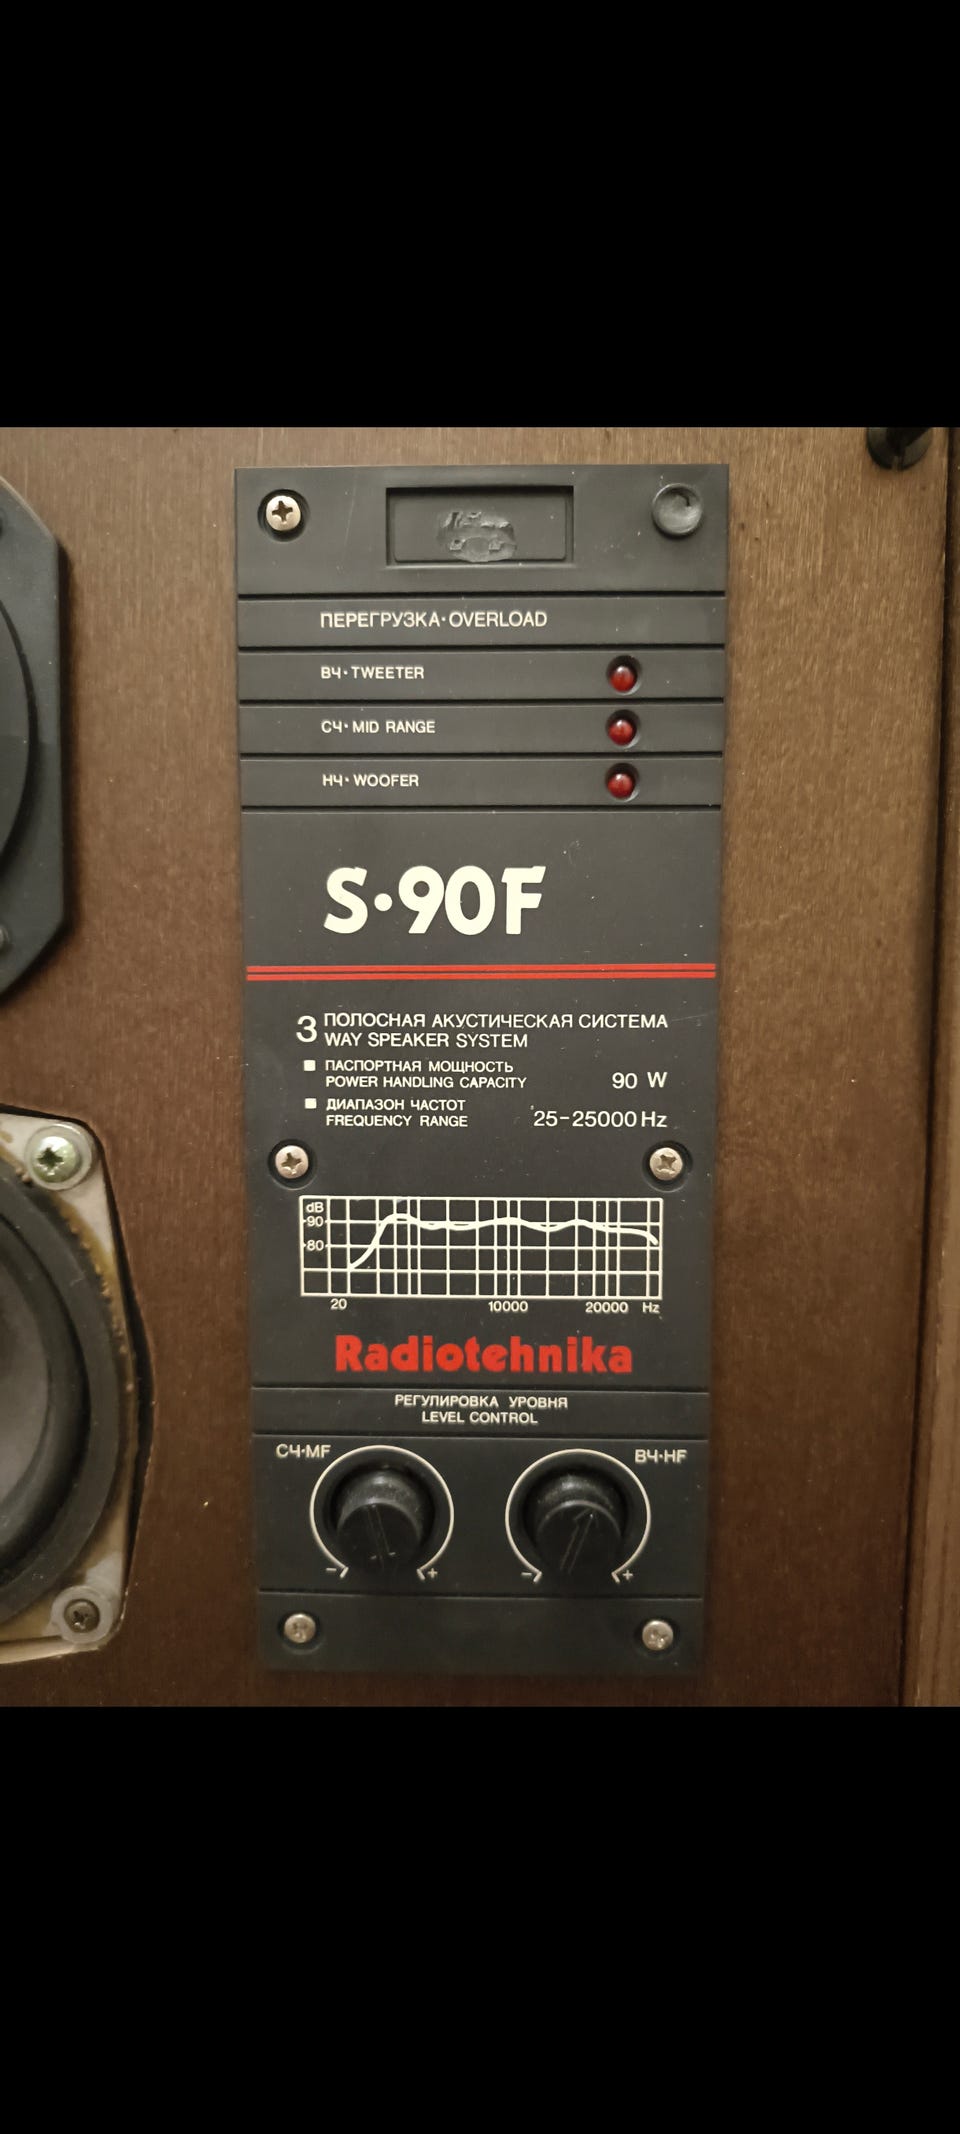 ПЕРЕГРУЗКА·OVERLOAD
ВЧ·TWEETER
СЧ·MID RANGE
НЧ·WOOFER
S·90F
3 ПОЛОСНАЯ АКУСТИЧЕСКАЯ СИСТЕМА
WAY SPEAKER SYSTEM
ПАСПОРТНАЯ МОЩНОСТЬ
POWER HANDLING CAPACITY 90 W
ДИАПАЗОН ЧАСТОТ
FREQUENCY RANGE 25-25000 Hz
dB
90
80
20 10000 20000 Hz
Radiotehnika
РЕГУЛИРОВКА УРОВНЯ
LEVEL CONTROL
СЧ·MF ВЧ·HF
- + - +